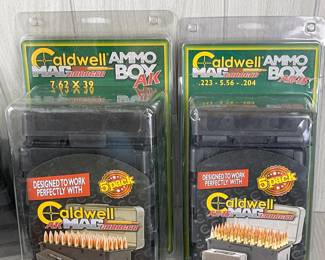 Caldwell AMMO
MAG CHARGER BOX
7.62 X 39 AK
DESIGNED TO WORK
PERFECTLY WITH
5 pack
Caldwell
AK MAG CHARGER
Caldwell AMMO
MAG CHARGER BOX
.223 - 5.56 - .204
DESIGNED TO WORK
PERFECTLY WITH
5 pack
Caldwell
MAG CHARGER